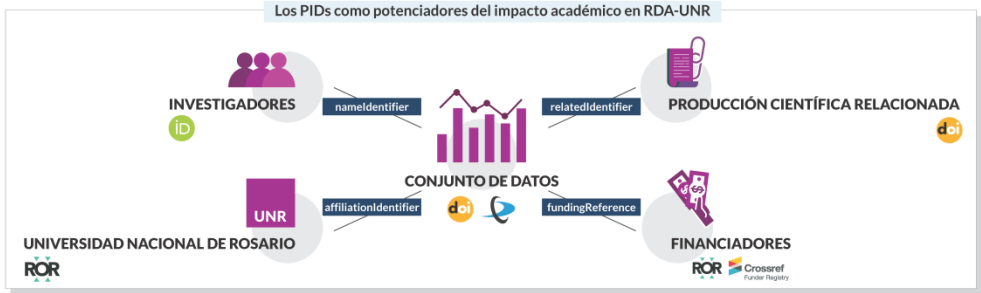 Los PIDs como potenciadores del impacto académico en RDA-UNR
INVESTIGADORES
iD
nameIdentifier
relatedIdentifier
PRODUCCIÓN CIENTÍFICA RELACIONADA
doi
CONJUNTO DE DATOS
doi
UNR
UNIVERSIDAD NACIONAL DE ROSARIO
ROR
affiliationIdentifier
fundingReference
FINANCIADORES
ROR
Crossref
Funder Registry